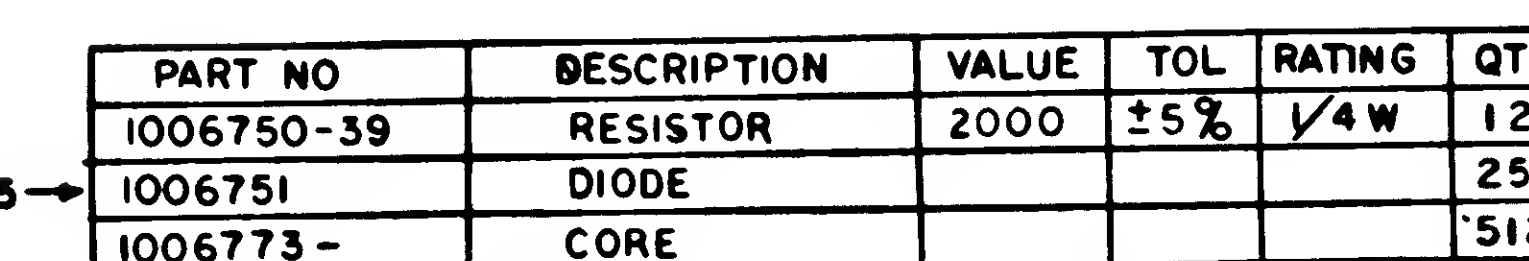 PART NO DESCRIPTION VALUE TOL RATING QT
1006750-39 RESISTOR 2000 ±5% 1/4 W 12
1006751 DIODE 25
1006773- CORE